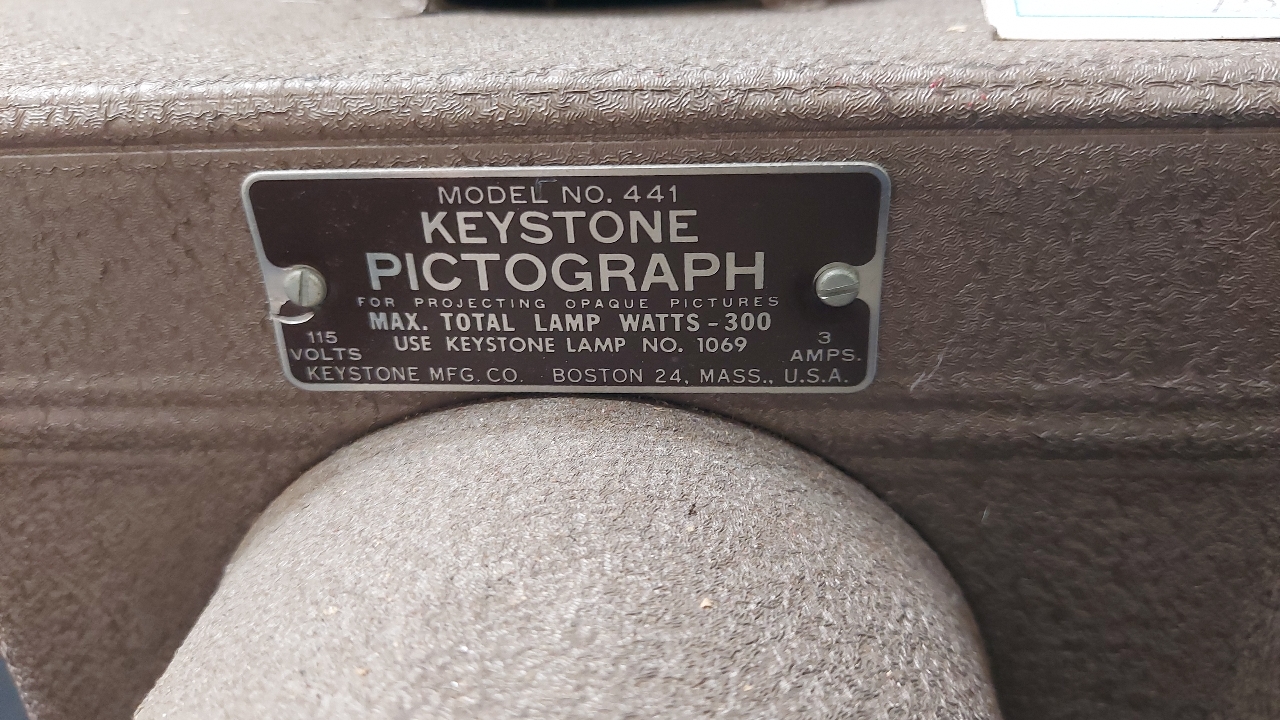 MODEL NO. 441
KEYSTONE
PICTOGRAPH
FOR PROJECTING OPAQUE PICTURES
MAX. TOTAL LAMP WATTS - 300
USE KEYSTONE LAMP NO. 1069
115
VOLTS
3
AMPS.
KEYSTONE MFG. CO. BOSTON 24, MASS., U.S.A.